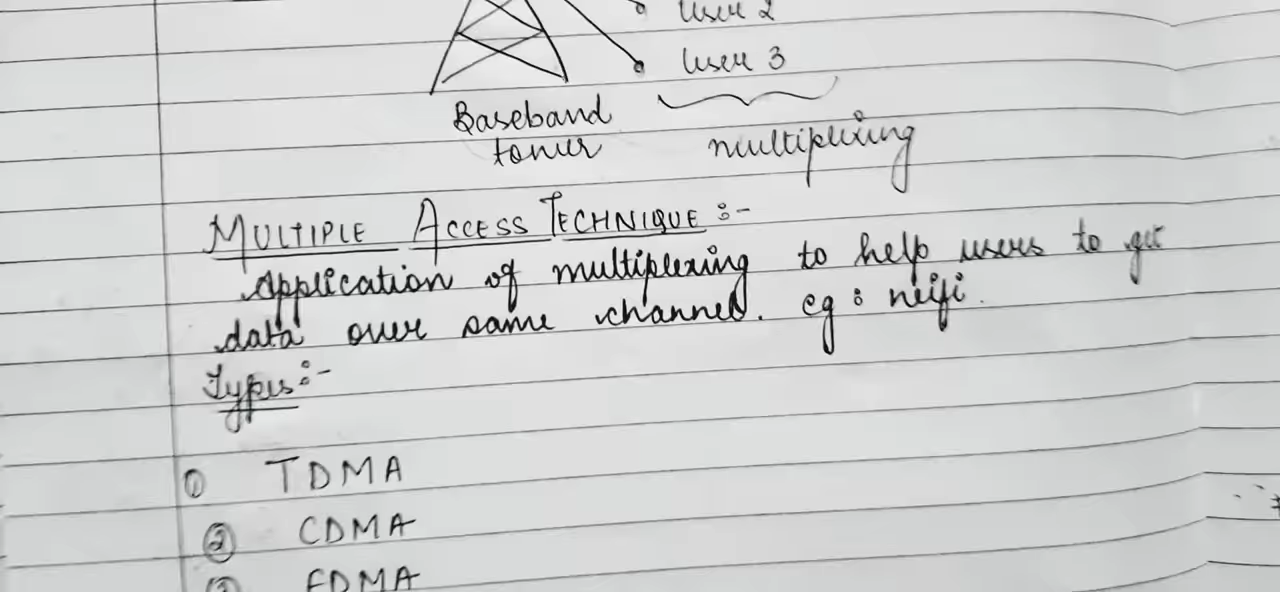 User 2
User 3
Baseband
tower
multiplexing
MULTIPLE ACCESS TECHNIQUE :-
Application of multiplexing to help users to get
data over same channel. eg : wifi.
Types :-
① TDMA
② CDMA
③ FDMA